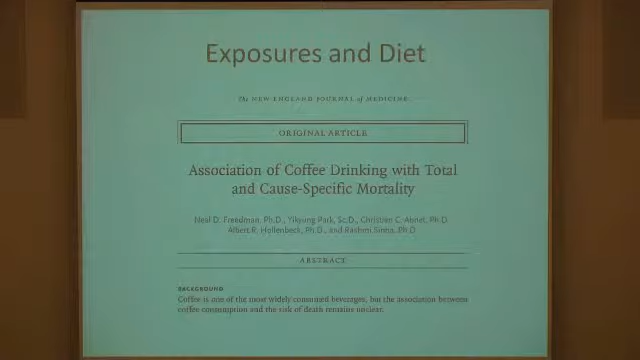 Exposures and Diet
The NEW ENGLAND JOURNAL of MEDICINE
ORIGINAL ARTICLE
Association of Coffee Drinking with Total
and Cause-Specific Mortality
Neal D. Freedman, Ph.D., Yikyung Park, Sc.D., Christian C. Abnet, Ph.D.
Albert R. Hollenbeck, Ph.D., and Rashmi Sinha, Ph.D
ABSTRACT
BACKGROUND
Coffee is one of the most widely consumed beverages, but the association between
coffee consumption and the risk of death remains unclear.